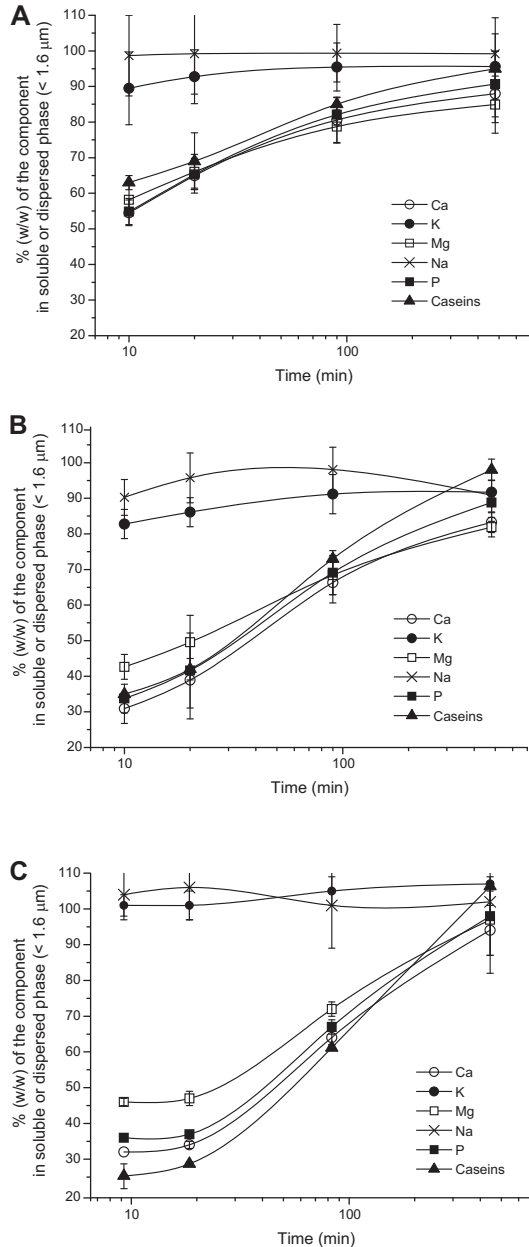 A
% (w/w) of the component
in soluble or dispersed phase (< 1.6 μm)
110
100
90
80
70
60
50
40
30
20
10
100
Time (min)
Ca
K
Mg
Na
P
Caseins
B
% (w/w) of the component
in soluble or dispersed phase (< 1.6 μm)
110
100
90
80
70
60
50
40
30
20
10
100
Time (min)
Ca
K
Mg
Na
P
Caseins
C
% (w/w) of the component
in soluble or dispersed phase (< 1.6 μm)
110
100
90
80
70
60
50
40
30
20
10
100
Time (min)
Ca
K
Mg
Na
P
Caseins